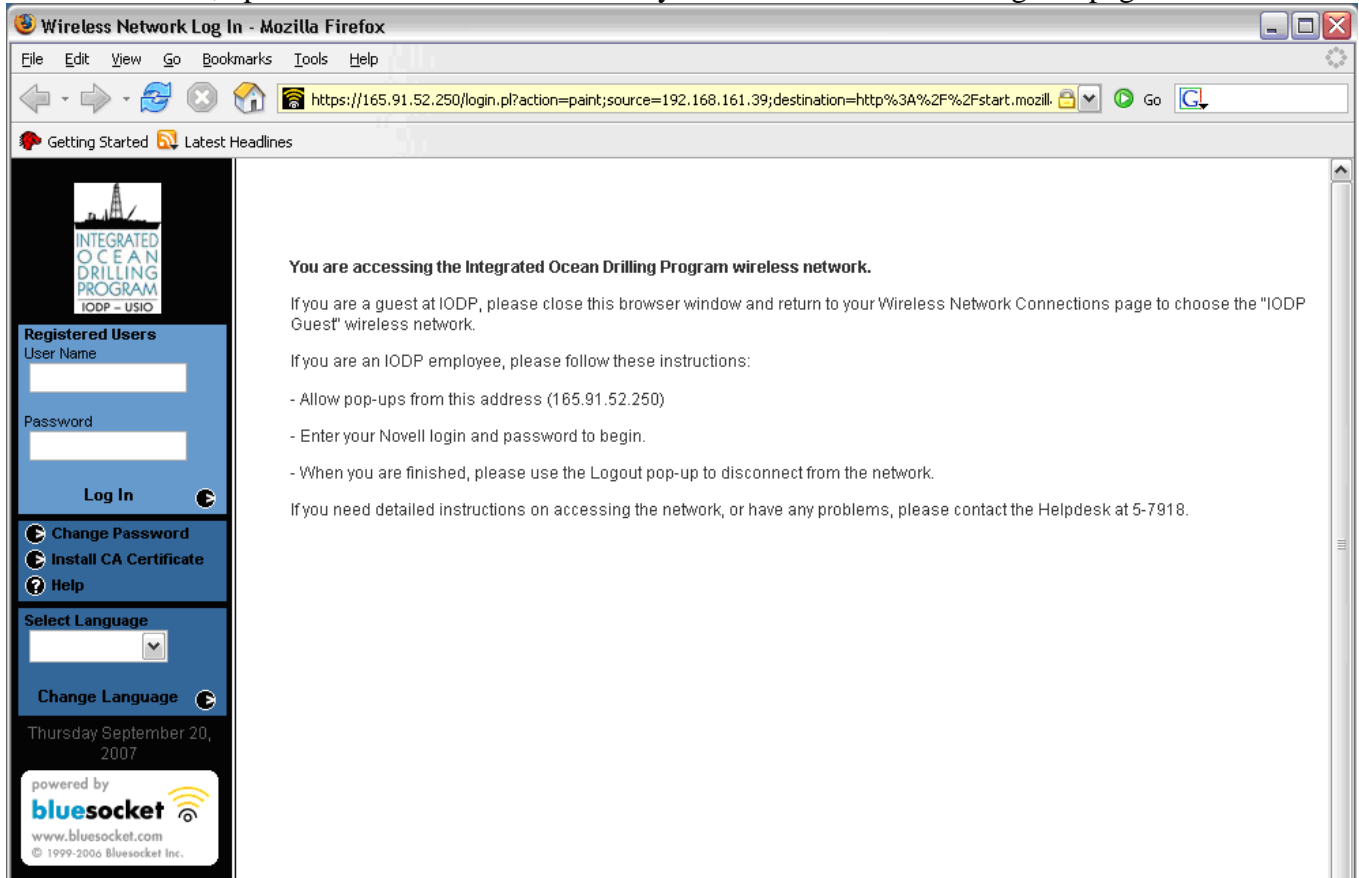 Wireless Network Log In - Mozilla Firefox
File Edit View Go Bookmarks Tools Help
https://165.91.52.250/login.pl?action=paint;source=192.168.161.39;destination=http%3A%2F%2Fstart.mozill. Go
Getting Started Latest Headlines
INTEGRATED
OCEAN
DRILLING
PROGRAM
IODP – USIO
Registered Users
User Name
Password
Log In
Change Password
Install CA Certificate
Help
Select Language
Change Language
Thursday September 20,
2007
powered by
bluesocket
www.bluesocket.com
© 1999-2006 Bluesocket Inc.
You are accessing the Integrated Ocean Drilling Program wireless network.
If you are a guest at IODP, please close this browser window and return to your Wireless Network Connections page to choose the "IODP
Guest" wireless network.
If you are an IODP employee, please follow these instructions:
- Allow pop-ups from this address (165.91.52.250)
- Enter your Novell login and password to begin.
- When you are finished, please use the Logout pop-up to disconnect from the network.
If you need detailed instructions on accessing the network, or have any problems, please contact the Helpdesk at 5-7918.